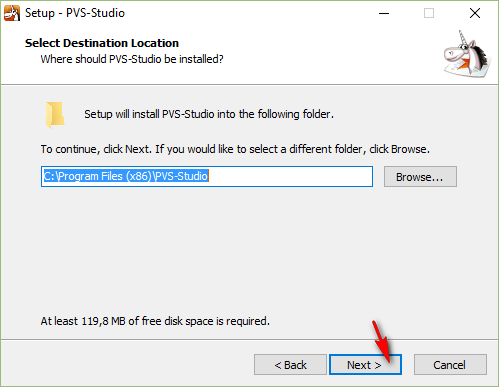 Setup - PVS-Studio
Select Destination Location
Where should PVS-Studio be installed?
Setup will install PVS-Studio into the following folder.
To continue, click Next. If you would like to select a different folder, click Browse.
C:\Program Files (x86)\PVS-Studio
Browse...
At least 119,8 MB of free disk space is required.
< Back
Next >
Cancel